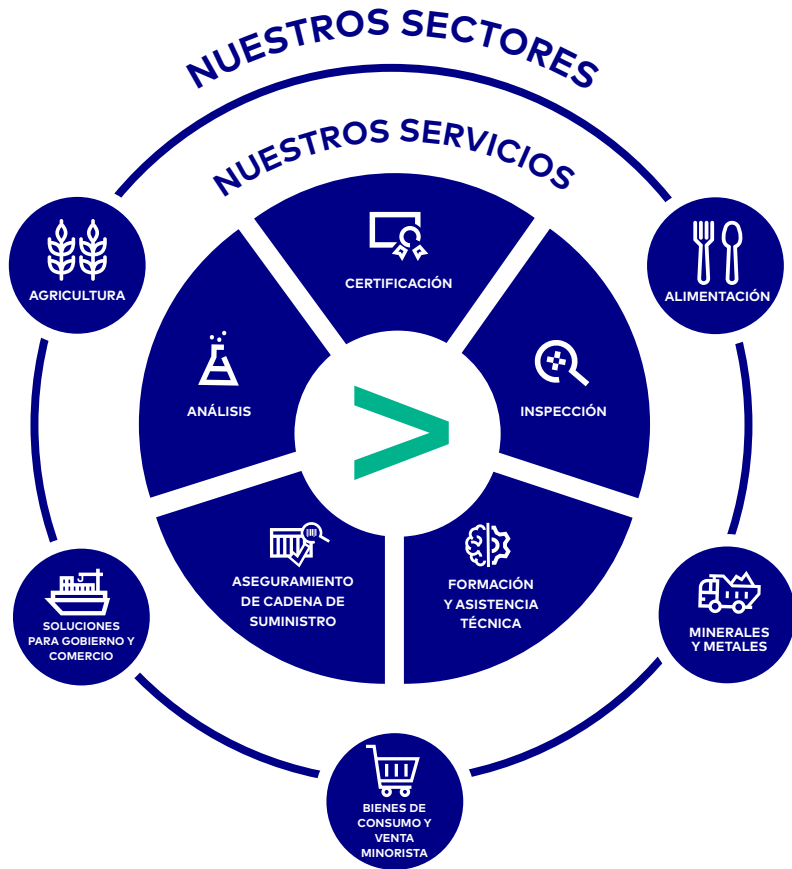 NUESTROS SECTORES
NUESTROS SERVICIOS
CERTIFICACIÓN
AGRICULTURA
ALIMENTACIÓN
ANÁLISIS
INSPECCIÓN
ASEGURAMIENTO
DE CADENA DE
SUMINISTRO
FORMACIÓN
Y ASISTENCIA
TÉCNICA
SOLUCIONES
PARA GOBIERNO Y
COMERCIO
MINERALES
Y METALES
BIENES DE
CONSUMO Y
VENTA
MINORISTA